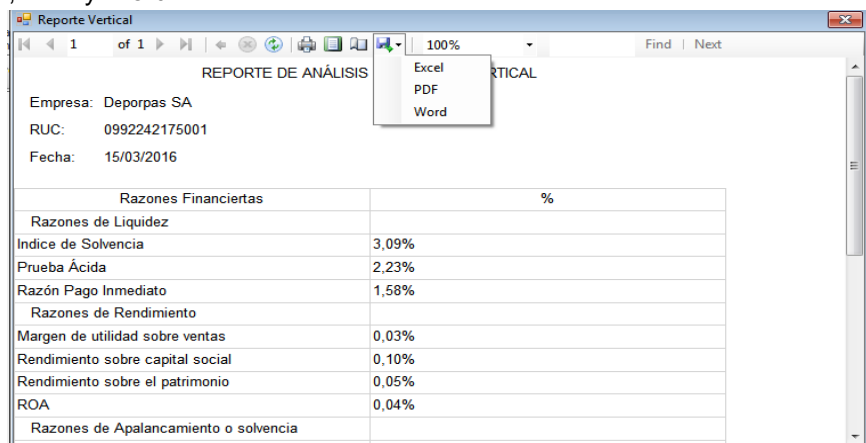 Reporte Vertical
1 of 1 100% Find | Next
REPORTE DE ANÁLISIS RTICAL
Excel
PDF
Word
Empresa: Deporpas SA
RUC: 0992242175001
Fecha: 15/03/2016
Razones Financiertas %
Razones de Liquidez
Indice de Solvencia 3,09%
Prueba Ácida 2,23%
Razón Pago Inmediato 1,58%
Razones de Rendimiento
Margen de utilidad sobre ventas 0,03%
Rendimiento sobre capital social 0,10%
Rendimiento sobre el patrimonio 0,05%
ROA 0,04%
Razones de Apalancamiento o solvencia